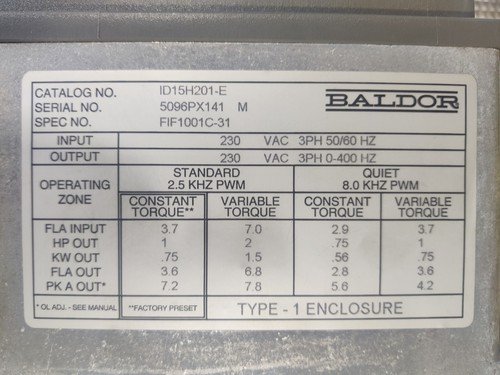 CATALOG NO. ID15H201-E
SERIAL NO. 5096PX141 M
SPEC NO. FIF1001C-31
BALDOR
INPUT 230 VAC 3PH 50/60 HZ
OUTPUT 230 VAC 3PH 0-400 HZ
OPERATING ZONE
STANDARD 2.5 KHZ PWM
QUIET 8.0 KHZ PWM
CONSTANT TORQUE** VARIABLE TORQUE CONSTANT TORQUE VARIABLE TORQUE
FLA INPUT 3.7 7.0 2.9 3.7
HP OUT 1 2 .75 1
KW OUT .75 1.5 .56 .75
FLA OUT 3.6 6.8 2.8 3.6
PK A OUT* 7.2 7.8 5.6 4.2
* OL ADJ. - SEE MANUAL **FACTORY PRESET TYPE - 1 ENCLOSURE